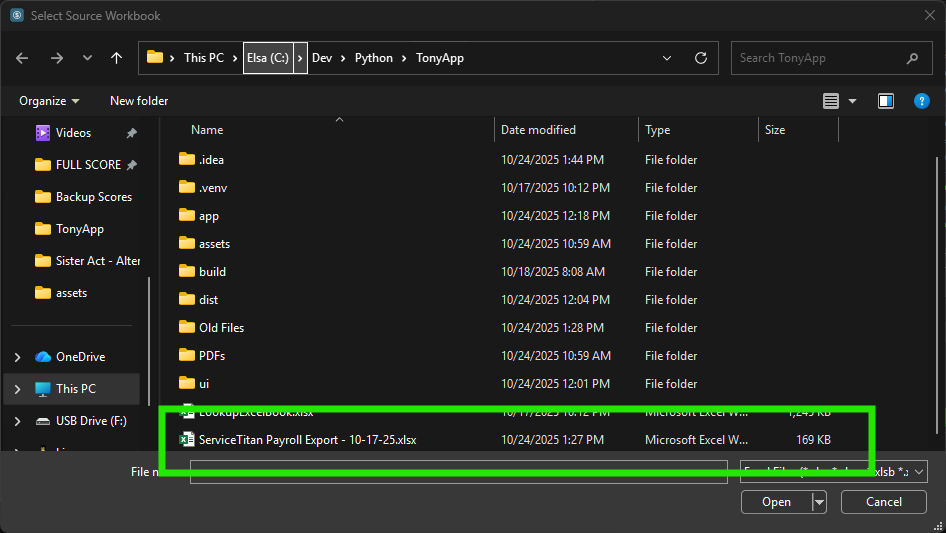 Select Source Workbook
This PC Elsa (C:) Dev Python TonyApp
Search TonyApp
Organize New folder
Name Date modified Type Size
Videos
FULL SCORE
Backup Scores
TonyApp
Sister Act - Alter
assets
OneDrive
This PC
USB Drive (F:)
.idea 10/24/2025 1:44 PM File folder
.venv 10/17/2025 10:12 PM File folder
app 10/24/2025 12:18 PM File folder
assets 10/24/2025 10:59 AM File folder
build 10/18/2025 8:08 AM File folder
dist 10/24/2025 12:04 PM File folder
Old Files 10/24/2025 1:28 PM File folder
PDFs 10/24/2025 10:59 AM File folder
ui 10/24/2025 12:01 PM File folder
LookupExcelBook.xlsx 10/17/2025 10:12 PM Microsoft Excel W... 1,245 KB
ServiceTitan Payroll Export - 10-17-25.xlsx 10/24/2025 1:27 PM Microsoft Excel W... 169 KB
File n
Open Cancel